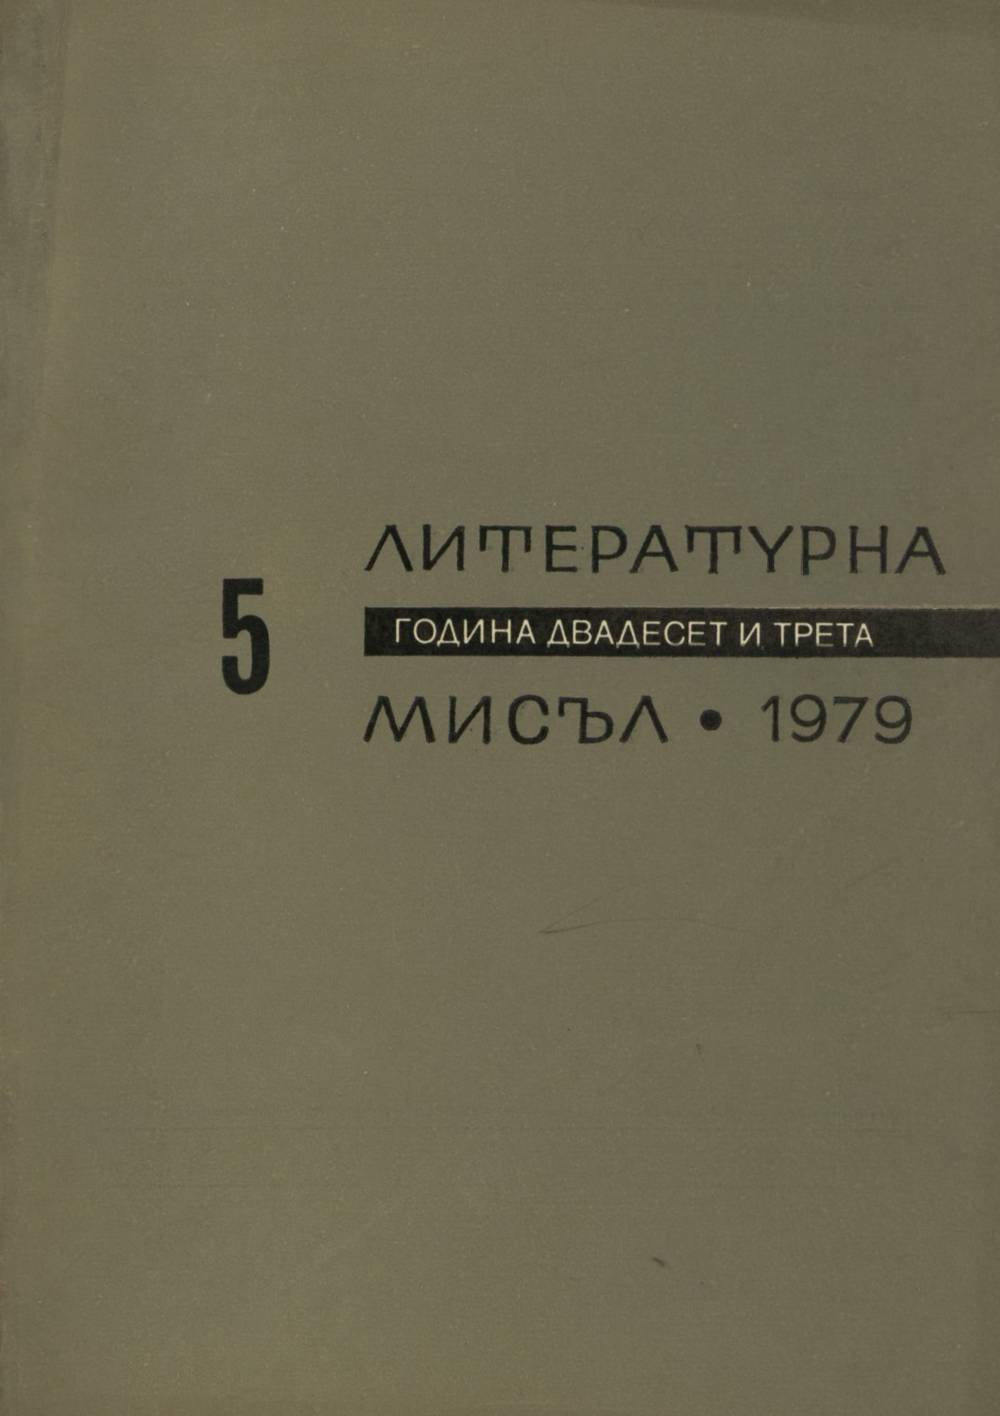 ЛИТЕРАТУРНА
5
ГОДИНА ДВАДЕСЕТ И ТРЕТА
МИСЪЛ • 1979